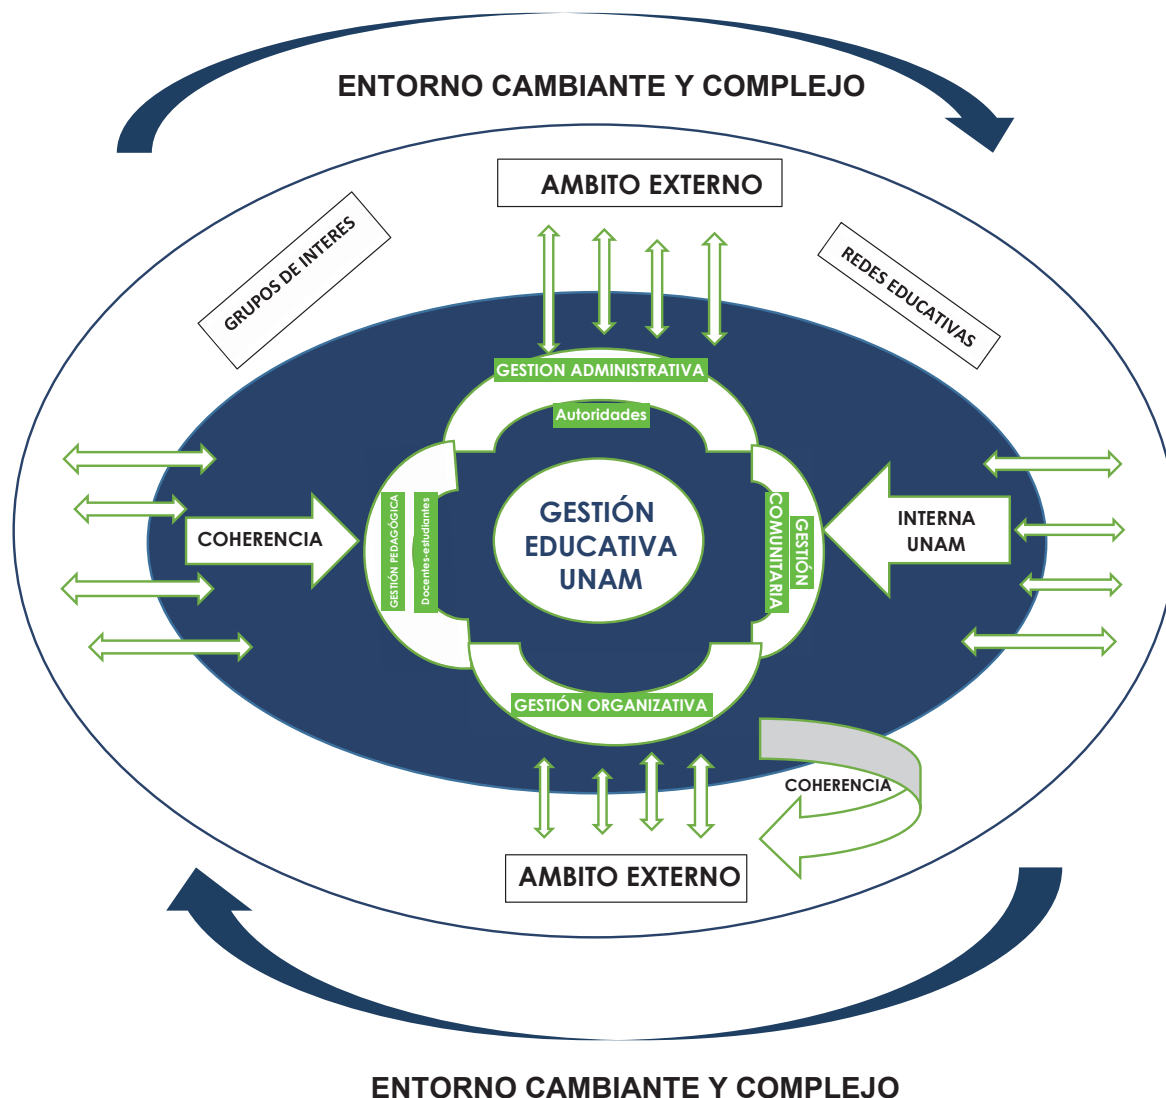 ENTORNO CAMBIANTE Y COMPLEJO
AMBITO EXTERNO
GRUPOS DE INTERES
REDES EDUCATIVAS
GESTION ADMINISTRATIVA
Autoridades
COHERENCIA
GESTIÓN PEDAGÓGICA
Docentes-estudiantes
GESTIÓN
EDUCATIVA
UNAM
GESTIÓN
COMUNITARIA
INTERNA
UNAM
GESTIÓN ORGANIZATIVA
COHERENCIA
AMBITO EXTERNO
ENTORNO CAMBIANTE Y COMPLEJO